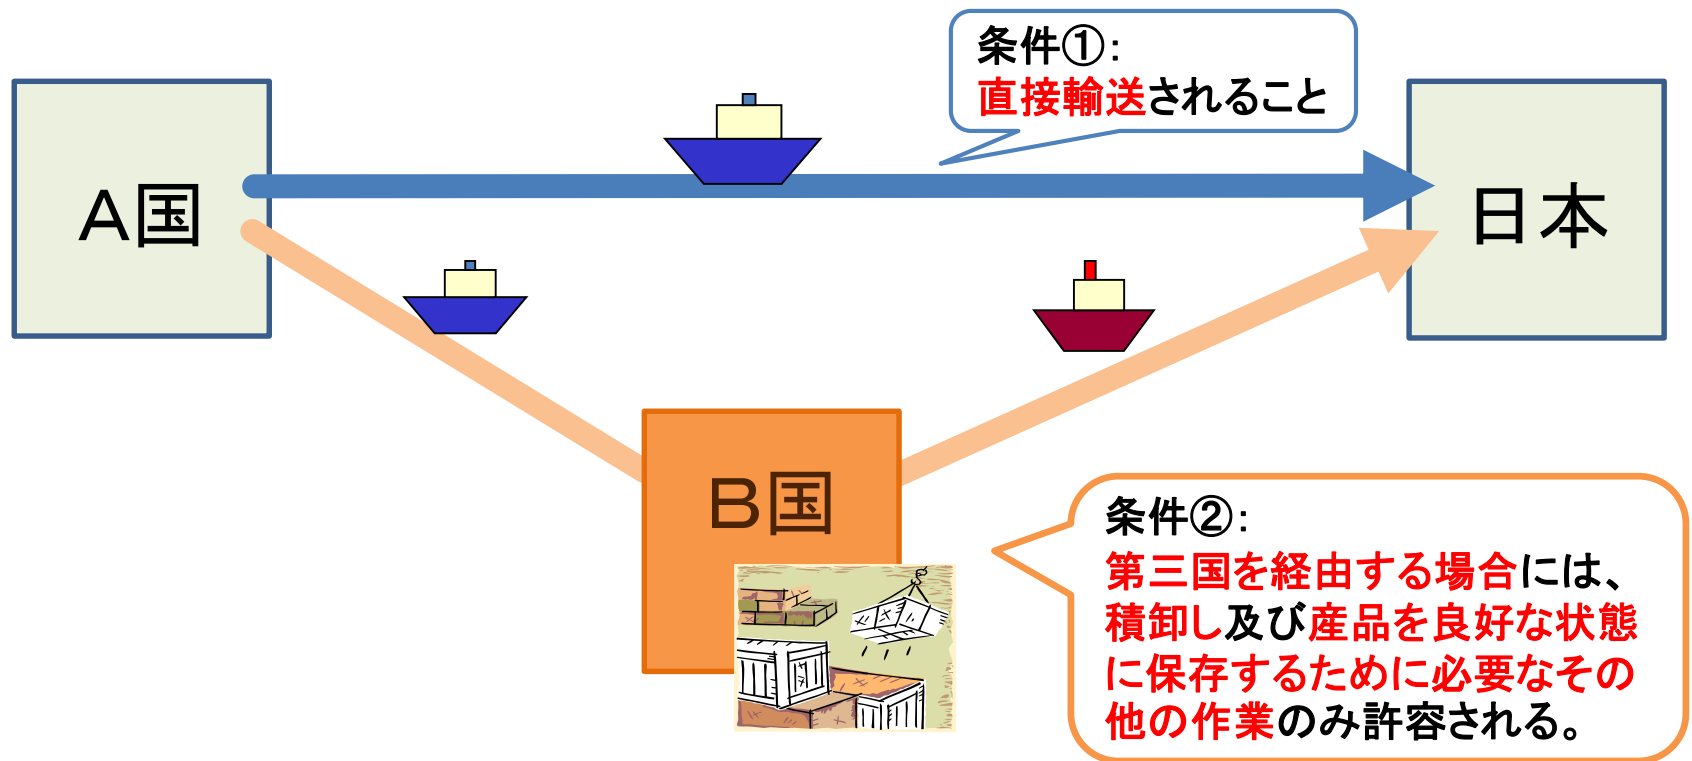 条件①：
直接輸送されること
A国
日本
B国
条件②：
第三国を経由する場合には、
積卸し及び産品を良好な状態
に保存するために必要なその
他の作業のみ許容される。